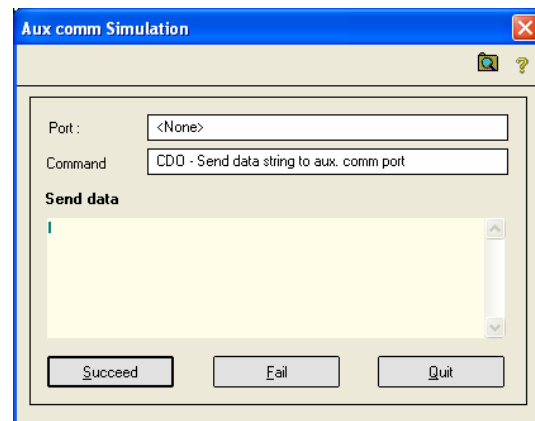 Aux comm Simulation
?
Port : <None>
Command CDO - Send data string to aux. comm port
Send data
Succeed Fail Quit